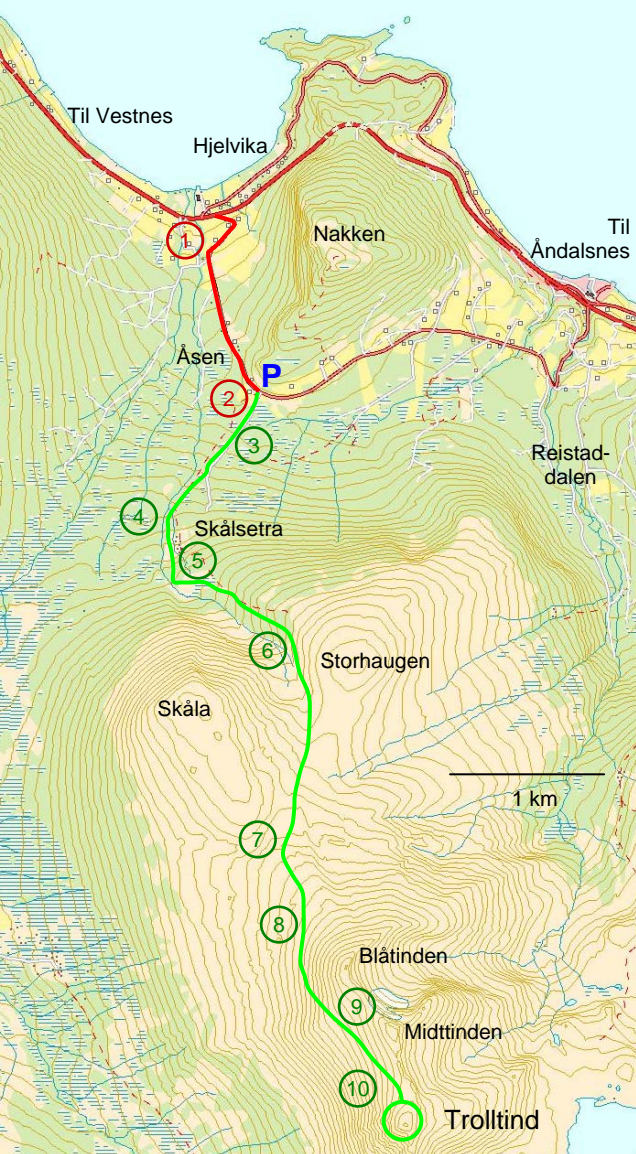 Til Vestnes
Hjelvika
Til
Åndalsnes
Nakken
1
Åsen
P
2
3
Reistad-
dalen
4
Skålsetra
5
6
Storhaugen
Skåla
1 km
7
8
Blåtinden
9
Midttinden
10
Trolltind